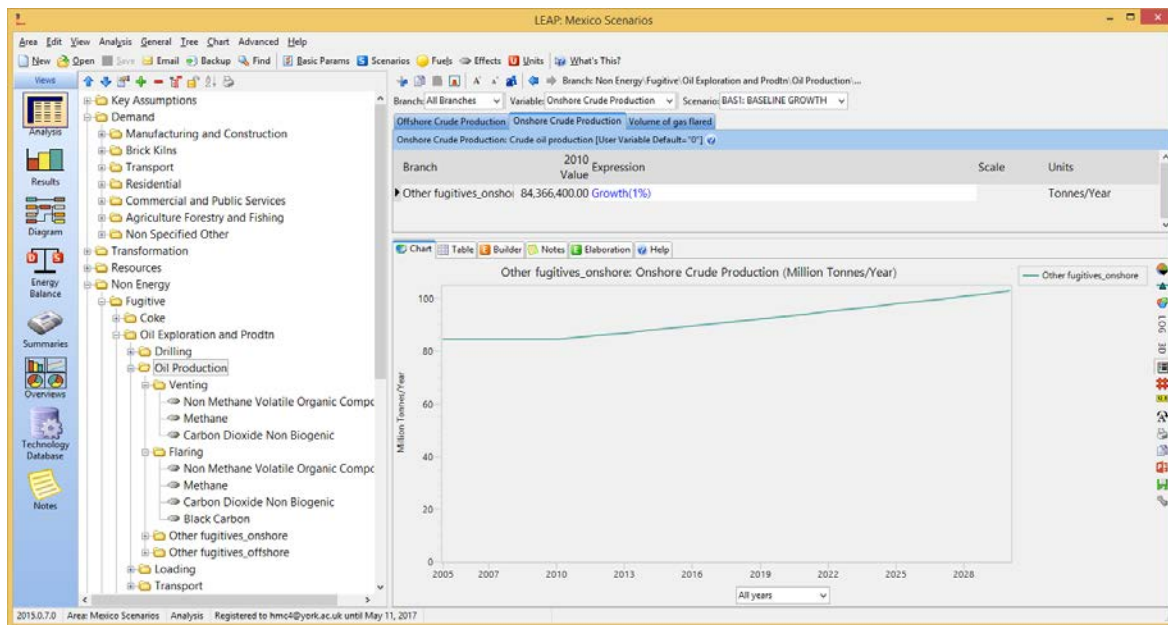 LEAP: Mexico Scenarios
Area Edit View Analysis General Tree Chart Advanced Help
New Open Save Email Backup Find Basic Params Scenarios Fuels Effects Units What's This?
Views
Analysis
Results
Diagram
Energy Balance
Summaries
Overviews
Technology Database
Notes
Key Assumptions
Demand
Manufacturing and Construction
Brick Kilns
Transport
Residential
Commercial and Public Services
Agriculture Forestry and Fishing
Non Specified Other
Transformation
Resources
Non Energy
Fugitive
Coke
Oil Exploration and Prodtn
Drilling
Oil Production
Venting
Non Methane Volatile Organic Compc
Methane
Carbon Dioxide Non Biogenic
Flaring
Non Methane Volatile Organic Compc
Methane
Carbon Dioxide Non Biogenic
Black Carbon
Other fugitives_onshore
Other fugitives_offshore
Loading
Transport
Branch: Non Energy\Fugitive\Oil Exploration and Prodtn\Oil Production\...
Branch: All Branches Variable: Onshore Crude Production Scenario: BAS1: BASELINE GROWTH
Offshore Crude Production Onshore Crude Production Volume of gas flared
Onshore Crude Production: Crude oil production [User Variable Default="0"]
Branch 2010 Value Expression Scale Units
Other fugitives_onshor 84,366,400.00 Growth(1%) Tonnes/Year
Chart Table Builder Notes Elaboration Help
Other fugitives_onshore: Onshore Crude Production (Million Tonnes/Year)
Other fugitives_onshore
Million Tonnes/Year
100
80
60
40
20
0
2005 2007 2010 2013 2016 2019 2022 2025 2028
All years
LOG
3D
2015.0.7.0 Area: Mexico Scenarios Analysis Registered to hmc4@york.ac.uk until May 11, 2017